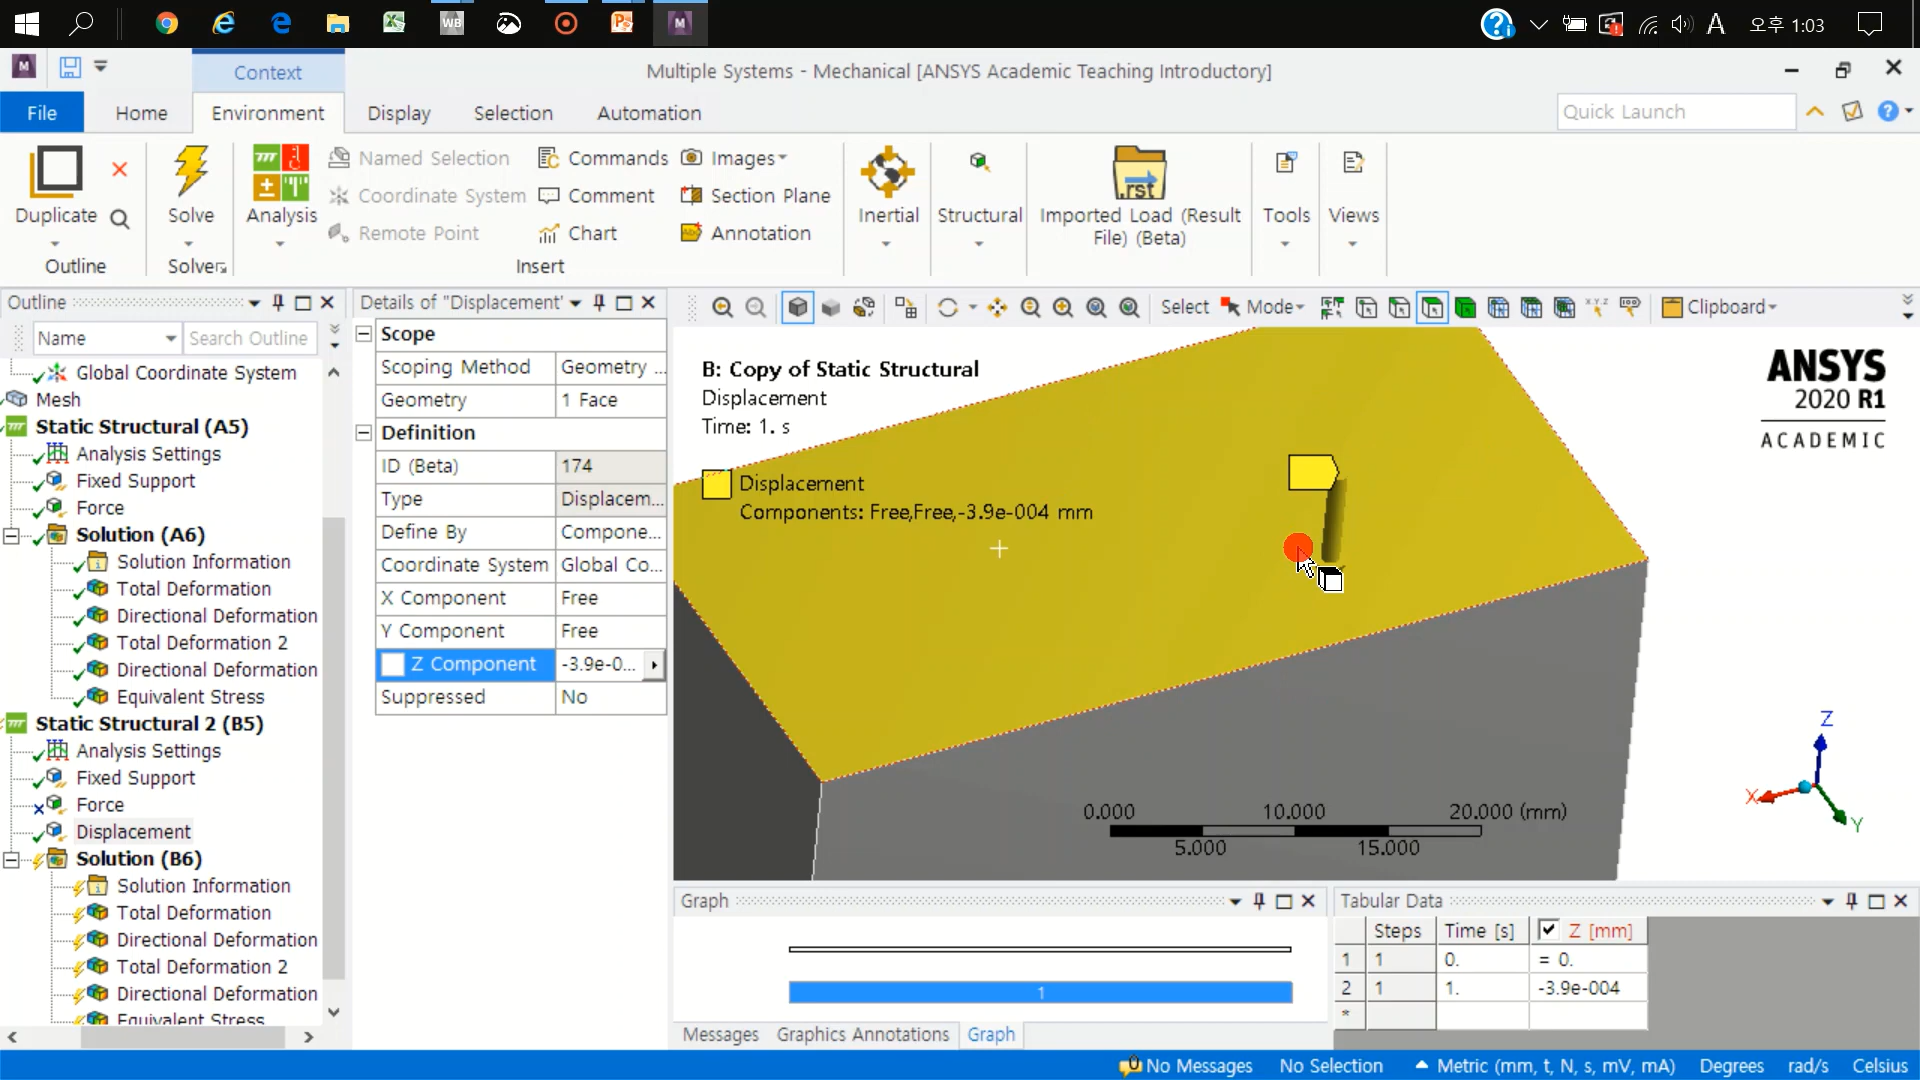 WB
A
오후 1:03
M
Context
Multiple Systems - Mechanical [ANSYS Academic Teaching Introductory]
File
Home
Environment
Display
Selection
Automation
Quick Launch
Duplicate
Outline
Solve
Solver
Analysis
Named Selection
Coordinate System
Remote Point
Commands
Comment
Chart
Images
Section Plane
Annotation
Insert
Inertial
Structural
.rst
Imported Load (Result
File) (Beta)
Tools
Views
Outline
Name
Search Outline
Global Coordinate System
Mesh
Static Structural (A5)
Analysis Settings
Fixed Support
Force
Solution (A6)
Solution Information
Total Deformation
Directional Deformation
Total Deformation 2
Directional Deformation
Equivalent Stress
Static Structural 2 (B5)
Analysis Settings
Fixed Support
Force
Displacement
Solution (B6)
Solution Information
Total Deformation
Directional Deformation
Total Deformation 2
Directional Deformation
Equivalent Stress
Details of "Displacement"
Scope
Scoping Method Geometry ...
Geometry 1 Face
Definition
ID (Beta) 174
Type Displacem...
Define By Compone...
Coordinate System Global Co...
X Component Free
Y Component Free
Z Component -3.9e-0...
Suppressed No
Select
Mode
Clipboard
B: Copy of Static Structural
Displacement
Time: 1. s
Displacement
Components: Free,Free,-3.9e-004 mm
ANSYS
2020 R1
ACADEMIC
Z
X
Y
0.000 10.000 20.000 (mm)
5.000 15.000
Graph
1
Messages
Graphics Annotations
Graph
Tabular Data
Steps Time [s] Z [mm]
1 1 0. = 0.
2 1 1. -3.9e-004
*
No Messages
No Selection
Metric (mm, t, N, s, mV, mA)
Degrees
rad/s
Celsius